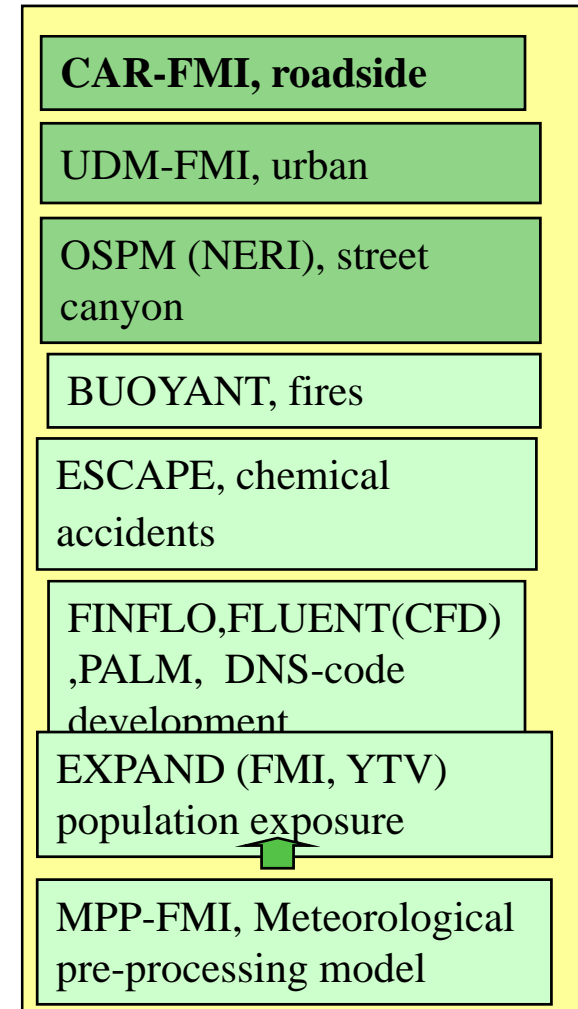 CAR-FMI, roadside
UDM-FMI, urban
OSPM (NERI), street
canyon
BUOYANT, fires
ESCAPE, chemical
accidents
FINFLO,FLUENT(CFD)
,PALM, DNS-code
development
EXPAND (FMI, YTV)
population exposure
MPP-FMI, Meteorological
pre-processing model